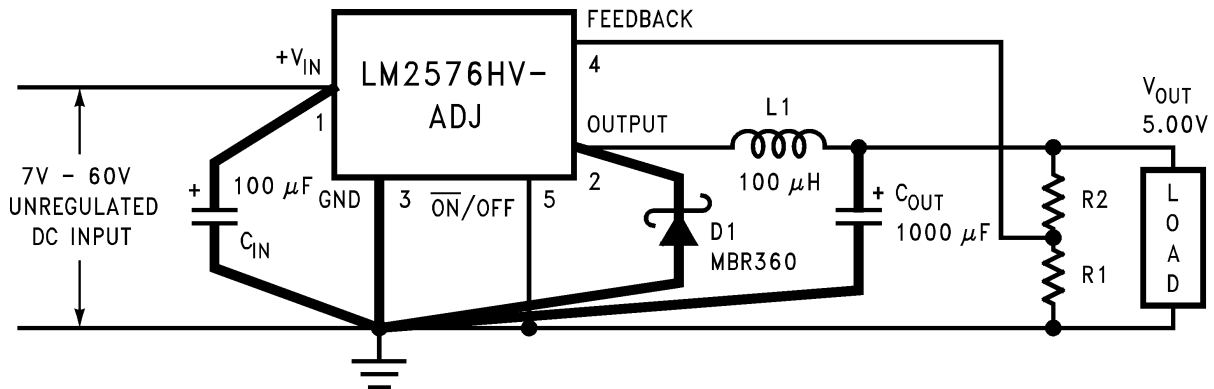 FEEDBACK
+VIN
LM2576HV-
ADJ
4
1
OUTPUT
L1
VOUT
5.00V
7V - 60V
UNREGULATED
DC INPUT
+
100 μF
CIN
GND
3
ON/OFF
5
2
100 μH
D1
MBR360
+
COUT
1000 μF
R2
R1
LOAD